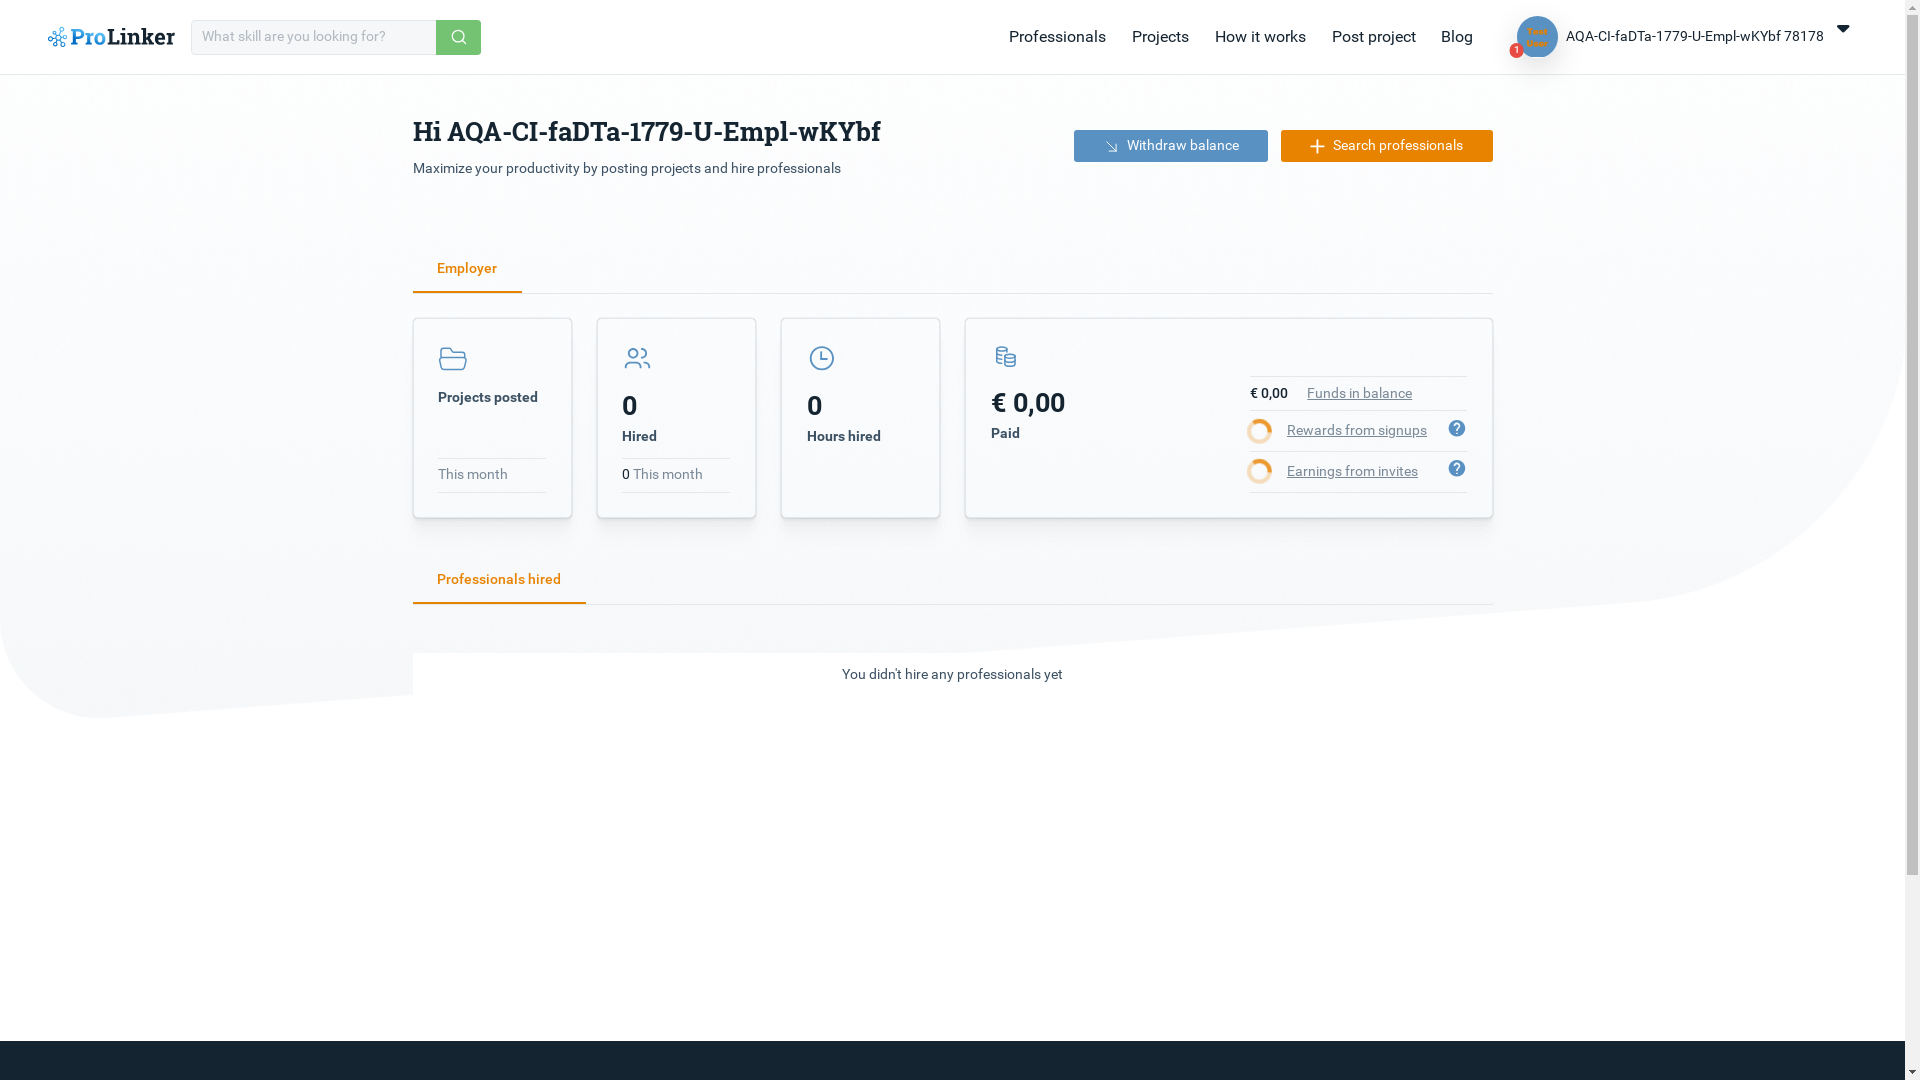 ProLinker
What skill are you looking for?
Professionals
Projects
How it works
Post project
Blog
Test
User
1
AQA-CI-faDTa-1779-U-Empl-wKYbf 78178
Hi AQA-CI-faDTa-1779-U-Empl-wKYbf
Maximize your productivity by posting projects and hire professionals
Withdraw balance
Search professionals
Employer
Projects posted
This month
0
Hired
0 This month
0
Hours hired
€ 0,00
Paid
€ 0,00 Funds in balance
Rewards from signups
Earnings from invites
Professionals hired
You didn't hire any professionals yet